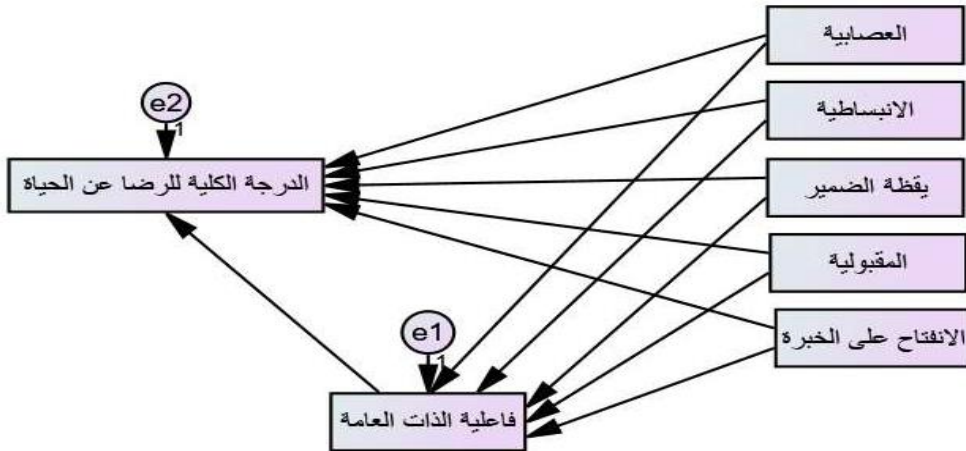 العصابية
الانبساطية
يقظة الضمير
المقبولية
الانفتاح على الخبرة
e2
1
الدرجة الكلية للرضا عن الحياة
e1
1
فاعلية الذات العامة